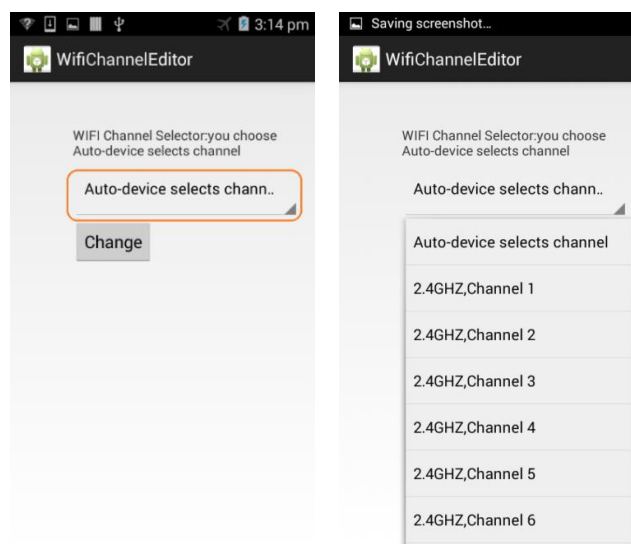 3:14 pm
WifiChannelEditor
WIFI Channel Selector:you choose
Auto-device selects channel
Auto-device selects chann..
Change
Saving screenshot...
WifiChannelEditor
WIFI Channel Selector:you choose
Auto-device selects channel
Auto-device selects chann..
Auto-device selects channel
2.4GHZ,Channel 1
2.4GHZ,Channel 2
2.4GHZ,Channel 3
2.4GHZ,Channel 4
2.4GHZ,Channel 5
2.4GHZ,Channel 6